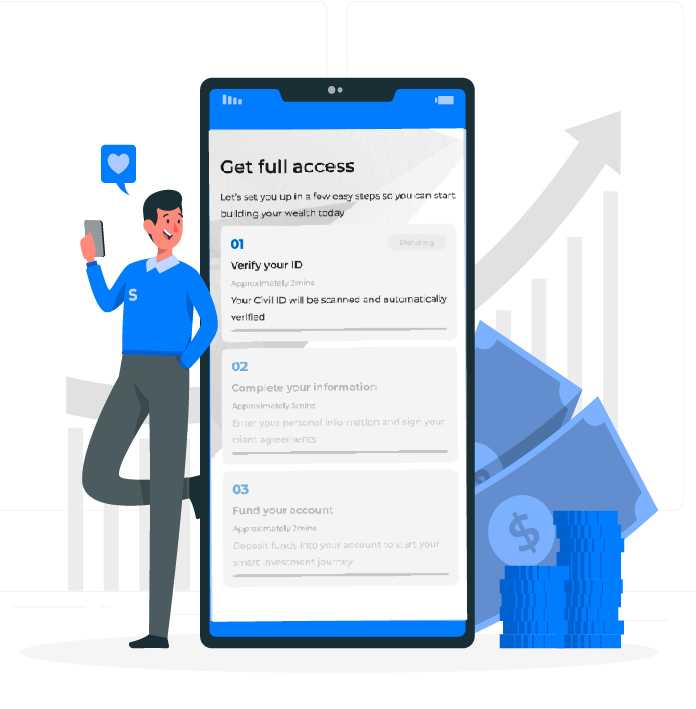 Get full access
Let's set you up in a few easy steps so you can start
building your wealth today
01
Pending
Verify your ID
Approximately 2mins
Your Civil ID will be scanned and automatically
verified
02
Complete your information
Approximately 5mins
Enter your personal information and sign your
client agreements
03
Fund your account
Approximately 2mins
Deposit funds into your account to start your
smart investment journey
S
$